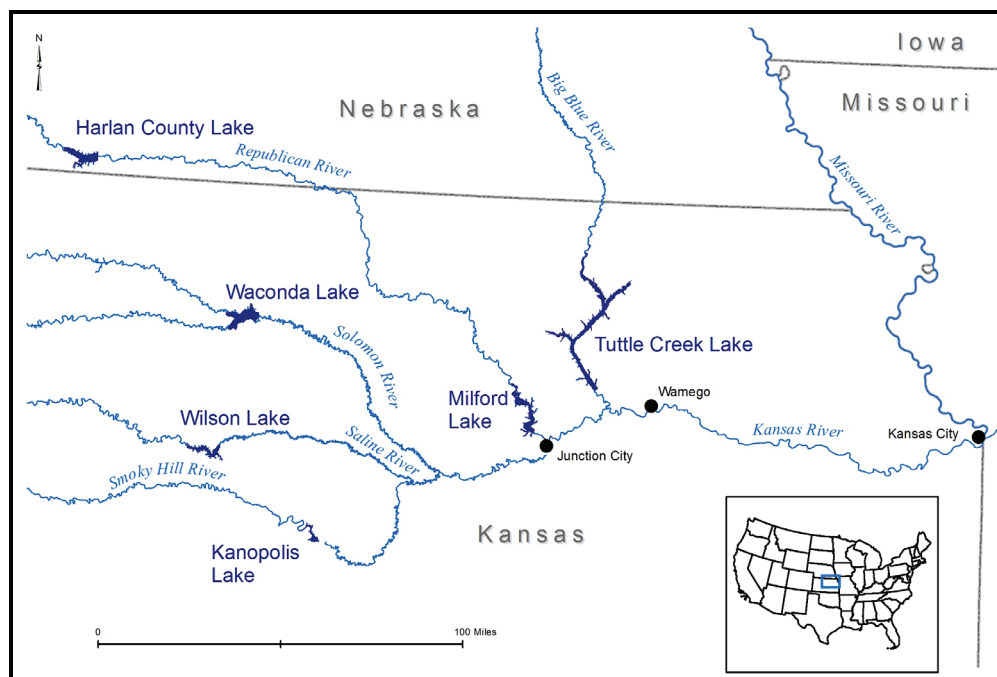 N
S
Iowa
Nebraska
Missouri
Big Blue River
Harlan County Lake
Republican River
Missouri River
Waconda Lake
Solomon River
Tuttle Creek Lake
Wamego
Milford
Lake
Wilson Lake
Saline River
Kansas River
Kansas City
Junction City
Smoky Hill River
Kansas
Kanopolis
Lake
0
100 Miles